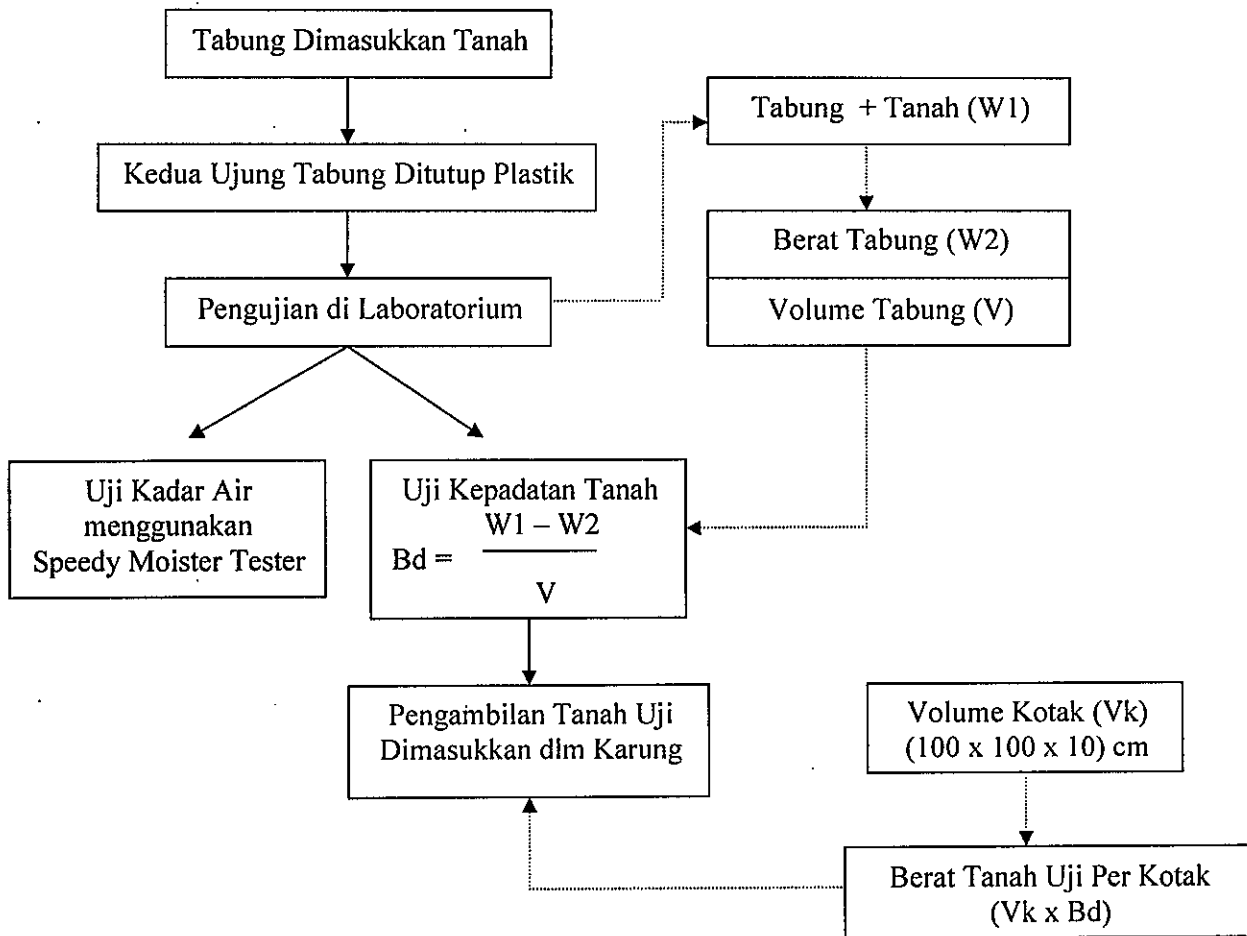 Tabung Dimasukkan Tanah
Kedua Ujung Tabung Ditutup Plastik
Pengujian di Laboratorium
Tabung + Tanah (W1)
Berat Tabung (W2)
Volume Tabung (V)
Uji Kadar Air
menggunakan
Speedy Moister Tester
Uji Kepadatan Tanah
W1 – W2
Bd =
V
Pengambilan Tanah Uji
Dimasukkan dlm Karung
Volume Kotak (Vk)
(100 x 100 x 10) cm
Berat Tanah Uji Per Kotak
(Vk x Bd)